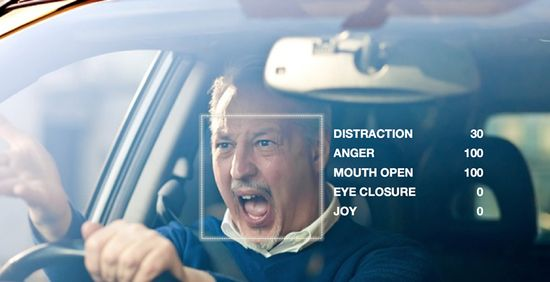 DISTRACTION 30
ANGER 100
MOUTH OPEN 100
EYE CLOSURE 0
JOY 0